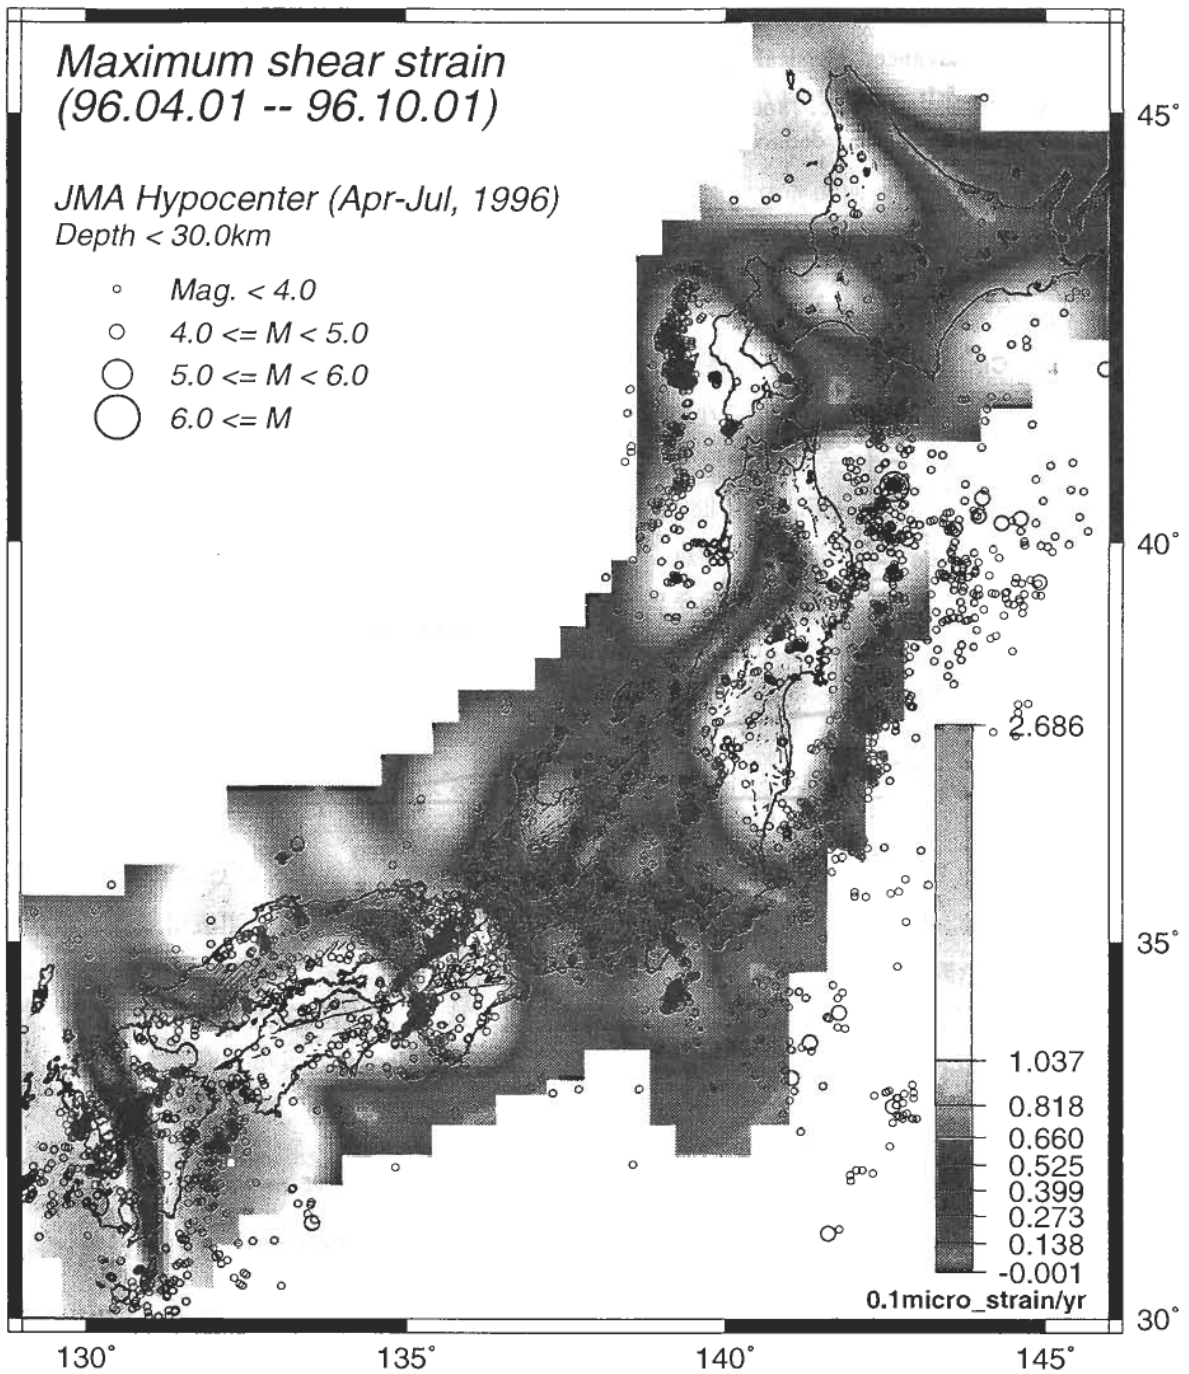 Maximum shear strain
(96.04.01 -- 96.10.01)
JMA Hypocenter (Apr-Jul, 1996)
Depth < 30.0km
Mag. < 4.0
4.0 <= M < 5.0
5.0 <= M < 6.0
6.0 <= M
45°
40°
35°
30°
2.686
1.037
0.818
0.660
0.525
0.399
0.273
0.138
-0.001
0.1micro_strain/yr
130°
135°
140°
145°